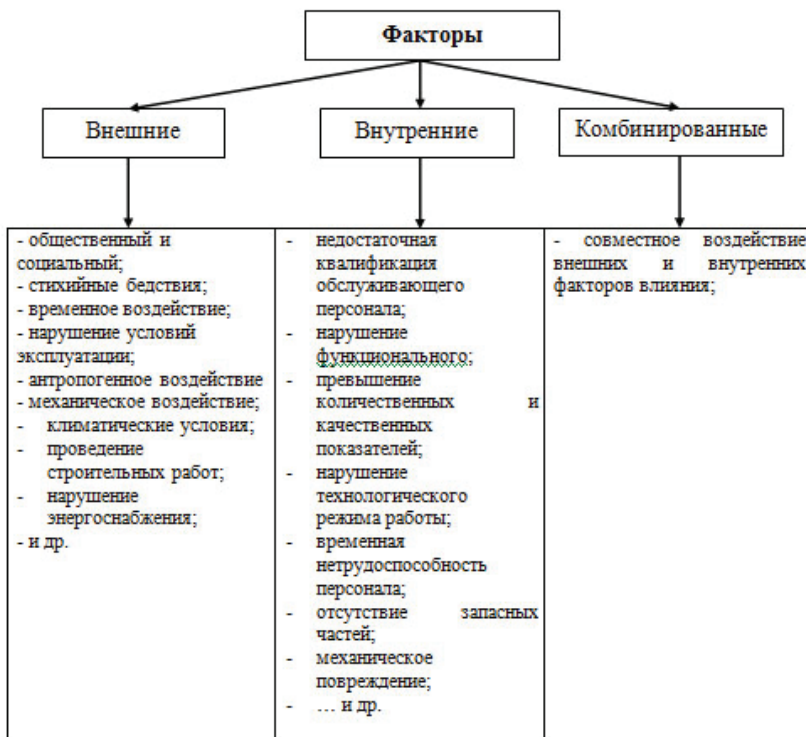 Факторы
Внешние
Внутренние
Комбинированные
- общественный и
социальный;
- стихийные бедствия;
- временное воздействие;
- нарушение условий
эксплуатации;
- антропогенное воздействие
- механическое воздействие;
- климатические условия;
- проведение
строительных работ;
- нарушение
энергоснабжения;
- и др.
- недостаточная
квалификация
обслуживающего
персонала;
- нарушение
функционального;
- превышение
количественных и
качественных
показателей;
- нарушение
технологического
режима работы;
- временная
нетрудоспособность
персонала;
- отсутствие запасных
частей;
- механическое
повреждение;
- … и др.
- совместное воздействие
внешних и внутренних
факторов влияния;